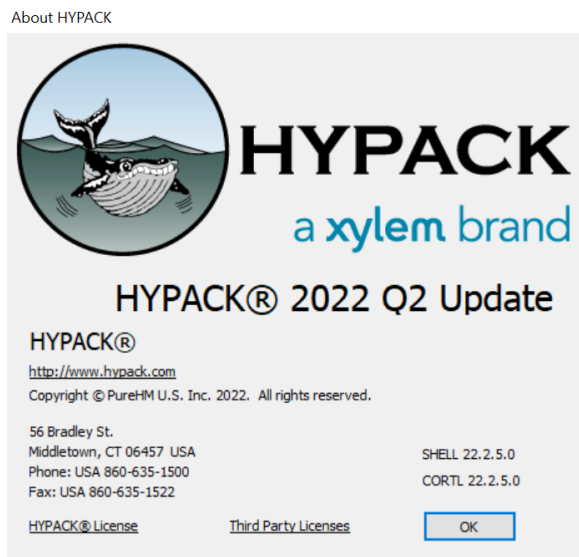 About HYPACK
HYPACK
a xylem brand
HYPACK® 2022 Q2 Update
HYPACK®
http://www.hypack.com
Copyright © PureHM U.S. Inc. 2022.  All rights reserved.
56 Bradley St.
Middletown, CT 06457  USA
Phone: USA 860-635-1500
Fax: USA 860-635-1522
SHELL 22.2.5.0
CORTL 22.2.5.0
HYPACK® License
Third Party Licenses
OK